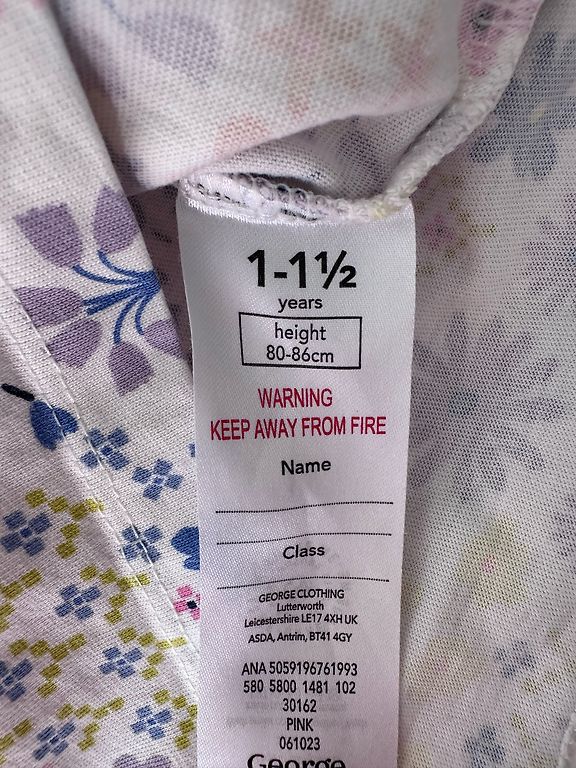 1-1½
years
height
80-86cm
WARNING
KEEP AWAY FROM FIRE
Name
Class
GEORGE CLOTHING
Lutterworth
Leicestershire LE17 4XH UK
ASDA, Antrim, BT41 4GY
ANA 5059196761993
580 5800 1481 102
30162
PINK
061023
George